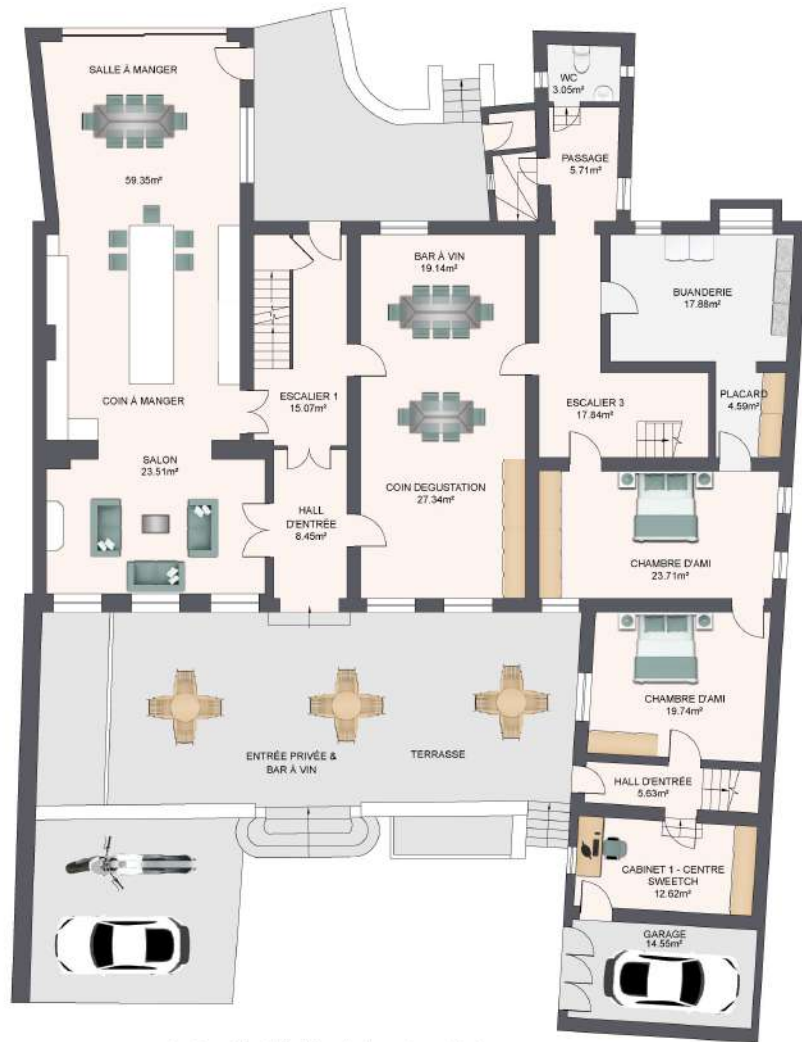 SALLE À MANGER
59.35m²
COIN À MANGER
SALON
23.51m²
ESCALIER 1
15.07m²
HALL
D'ENTRÉE
8.45m²
BAR À VIN
19.14m²
COIN DEGUSTATION
27.34m²
WC
3.05m²
PASSAGE
5.71m²
BUANDERIE
17.88m²
PLACARD
4.59m²
ESCALIER 3
17.84m²
CHAMBRE D'AMI
23.71m²
CHAMBRE D'AMI
19.74m²
ENTRÉE PRIVÉE &
BAR À VIN
TERRASSE
HALL D'ENTRÉE
5.63m²
CABINET 1 - CENTRE
SWEETCH
12.62m²
GARAGE
14.55m²